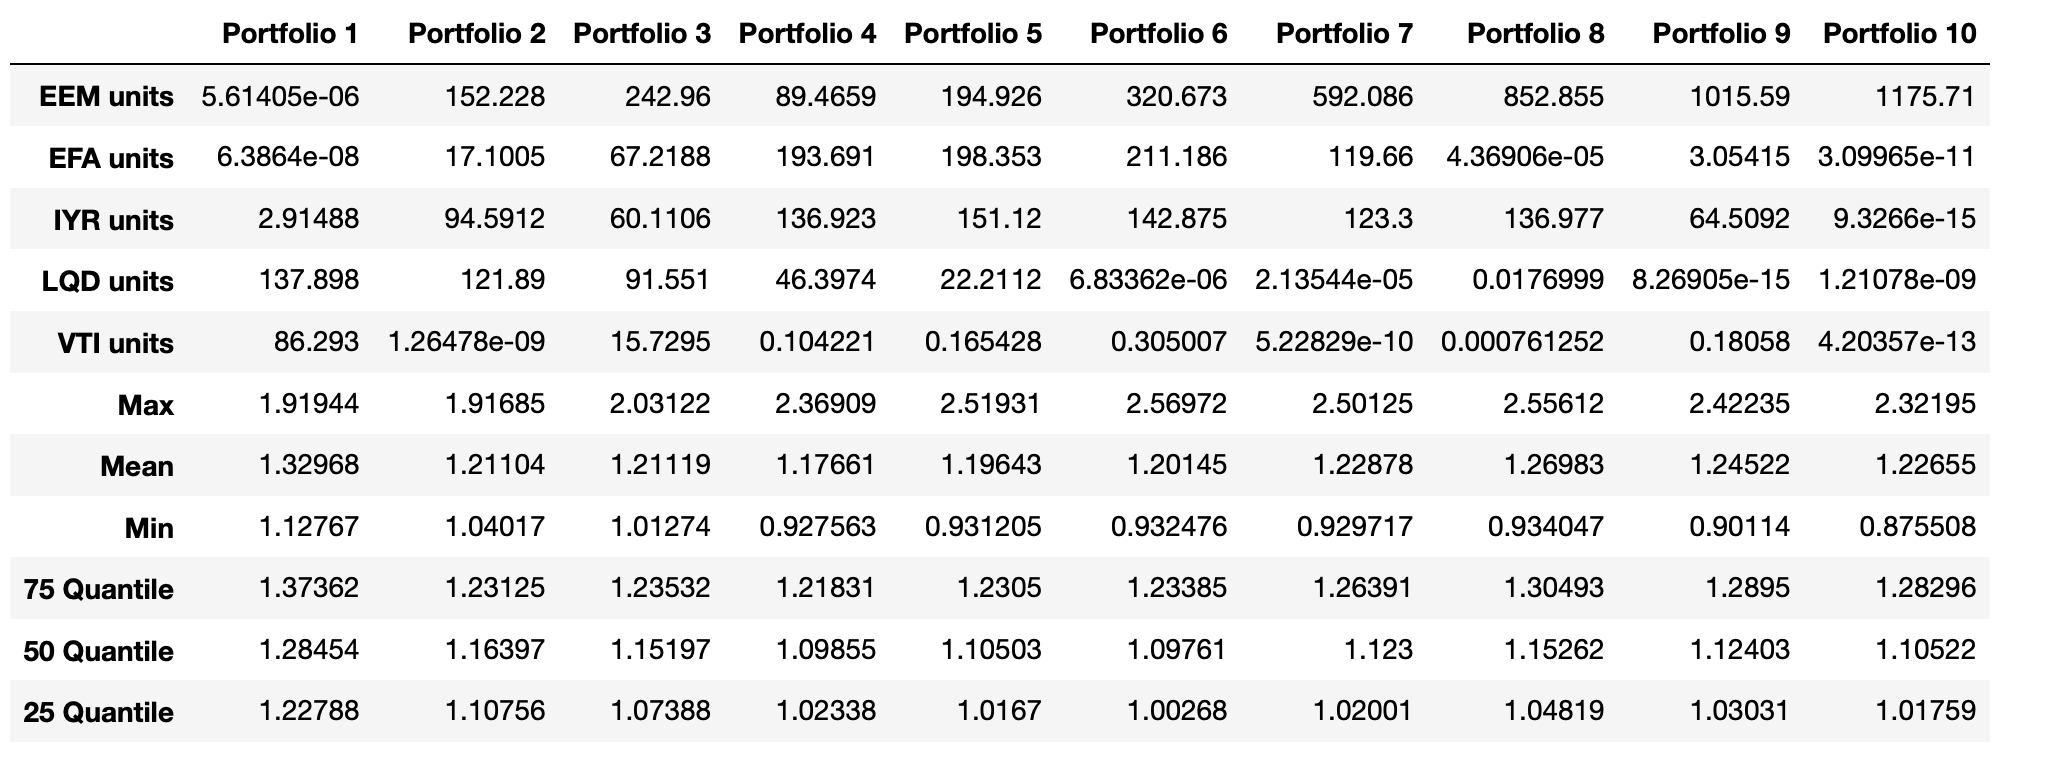 Portfolio 1 Portfolio 2 Portfolio 3 Portfolio 4 Portfolio 5 Portfolio 6 Portfolio 7 Portfolio 8 Portfolio 9 Portfolio 10
EEM units 5.61405e-06 152.228 242.96 89.4659 194.926 320.673 592.086 852.855 1015.59 1175.71
EFA units 6.3864e-08 17.1005 67.2188 193.691 198.353 211.186 119.66 4.36906e-05 3.05415 3.09965e-11
IYR units 2.91488 94.5912 60.1106 136.923 151.12 142.875 123.3 136.977 64.5092 9.3266e-15
LQD units 137.898 121.89 91.551 46.3974 22.2112 6.83362e-06 2.13544e-05 0.0176999 8.26905e-15 1.21078e-09
VTI units 86.293 1.26478e-09 15.7295 0.104221 0.165428 0.305007 5.22829e-10 0.000761252 0.18058 4.20357e-13
Max 1.91944 1.91685 2.03122 2.36909 2.51931 2.56972 2.50125 2.55612 2.42235 2.32195
Mean 1.32968 1.21104 1.21119 1.17661 1.19643 1.20145 1.22878 1.26983 1.24522 1.22655
Min 1.12767 1.04017 1.01274 0.927563 0.931205 0.932476 0.929717 0.934047 0.90114 0.875508
75 Quantile 1.37362 1.23125 1.23532 1.21831 1.2305 1.23385 1.26391 1.30493 1.2895 1.28296
50 Quantile 1.28454 1.16397 1.15197 1.09855 1.10503 1.09761 1.123 1.15262 1.12403 1.10522
25 Quantile 1.22788 1.10756 1.07388 1.02338 1.0167 1.00268 1.02001 1.04819 1.03031 1.01759